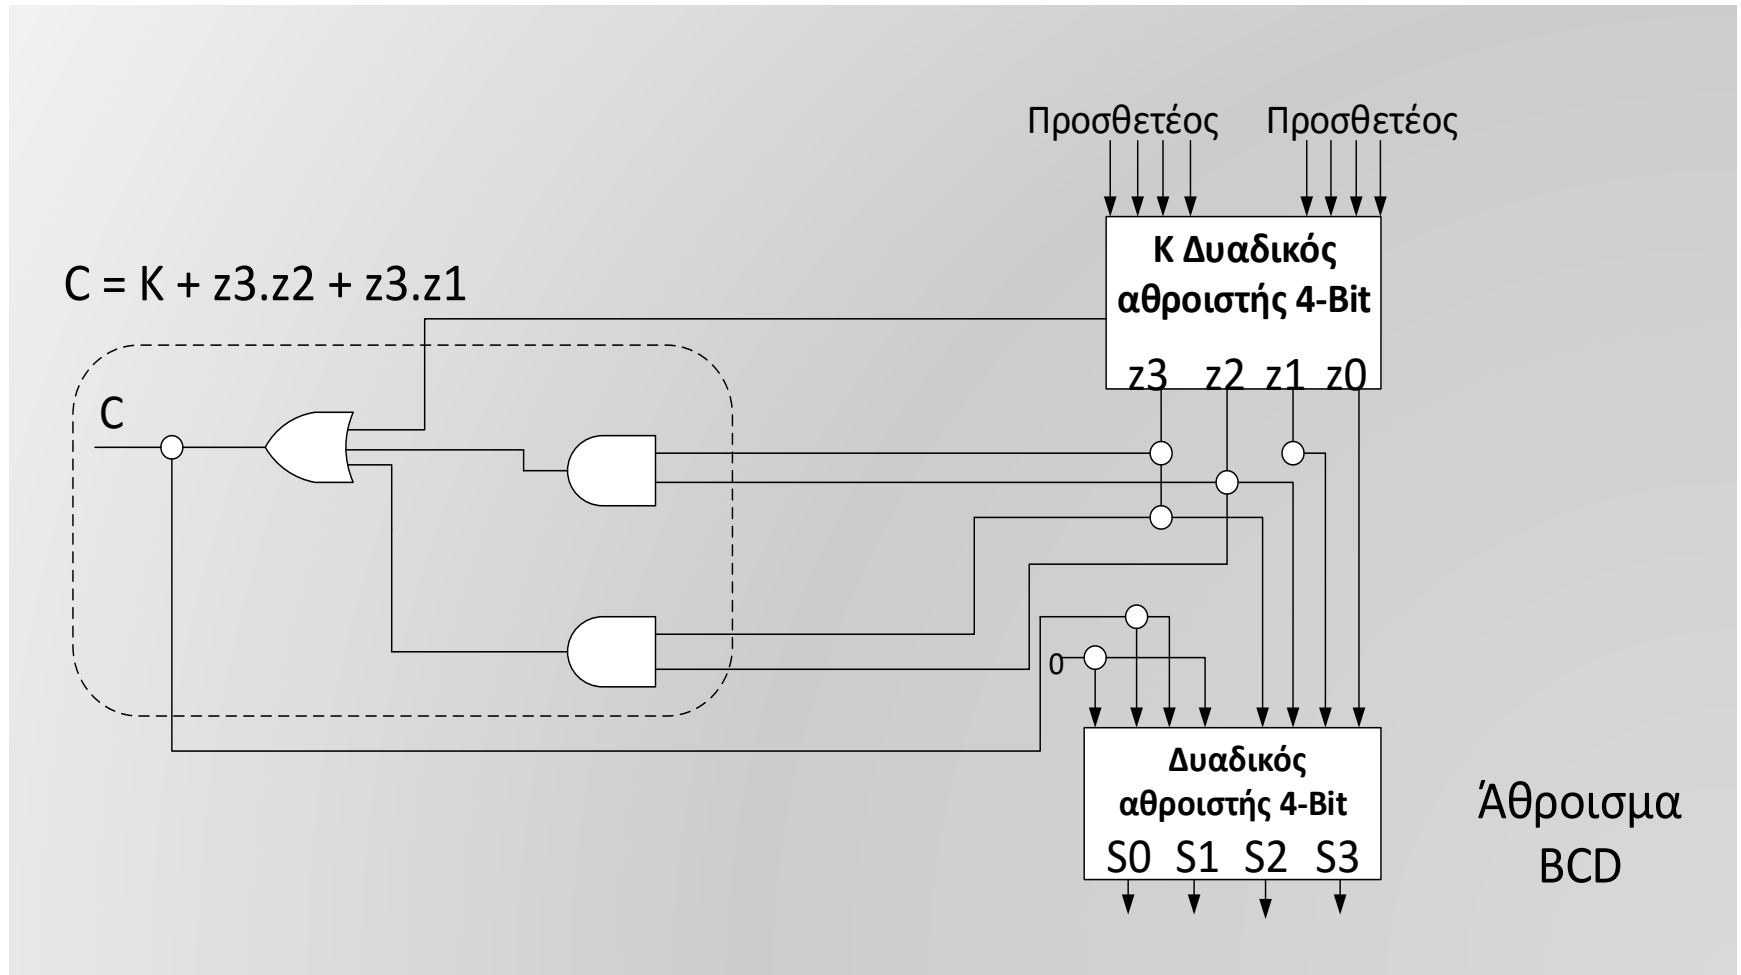 Προσθετέος Προσθετέος
Κ Δυαδικός
αθροιστής 4-Bit
C = K + z3.z2 + z3.z1
z3 z2 z1 z0
C
0
Δυαδικός
αθροιστής 4-Bit
S0 S1 S2 S3
Άθροισμα
BCD